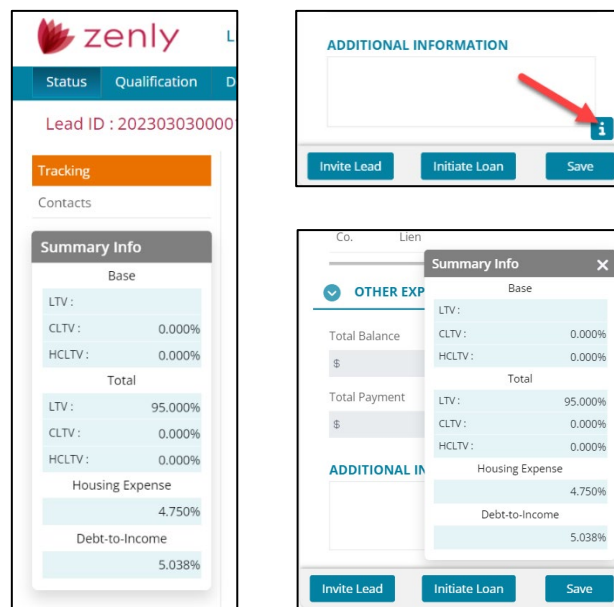 zenly
L
Status Qualification D
Lead ID : 20230303000
Tracking
Contacts
Summary Info
Base
LTV :
CLTV : 0.000%
HCLTV : 0.000%
Total
LTV : 95.000%
CLTV : 0.000%
HCLTV : 0.000%
Housing Expense
4.750%
Debt-to-Income
5.038%
ADDITIONAL INFORMATION
i
Invite Lead Initiate Loan Save
Co. Lien
Summary Info ×
OTHER EXP
Base
LTV :
Total Balance
CLTV : 0.000%
HCLTV : 0.000%
$
Total
Total Payment
LTV : 95.000%
$
CLTV : 0.000%
HCLTV : 0.000%
ADDITIONAL IN
Housing Expense
4.750%
Debt-to-Income
5.038%
Invite Lead Initiate Loan Save